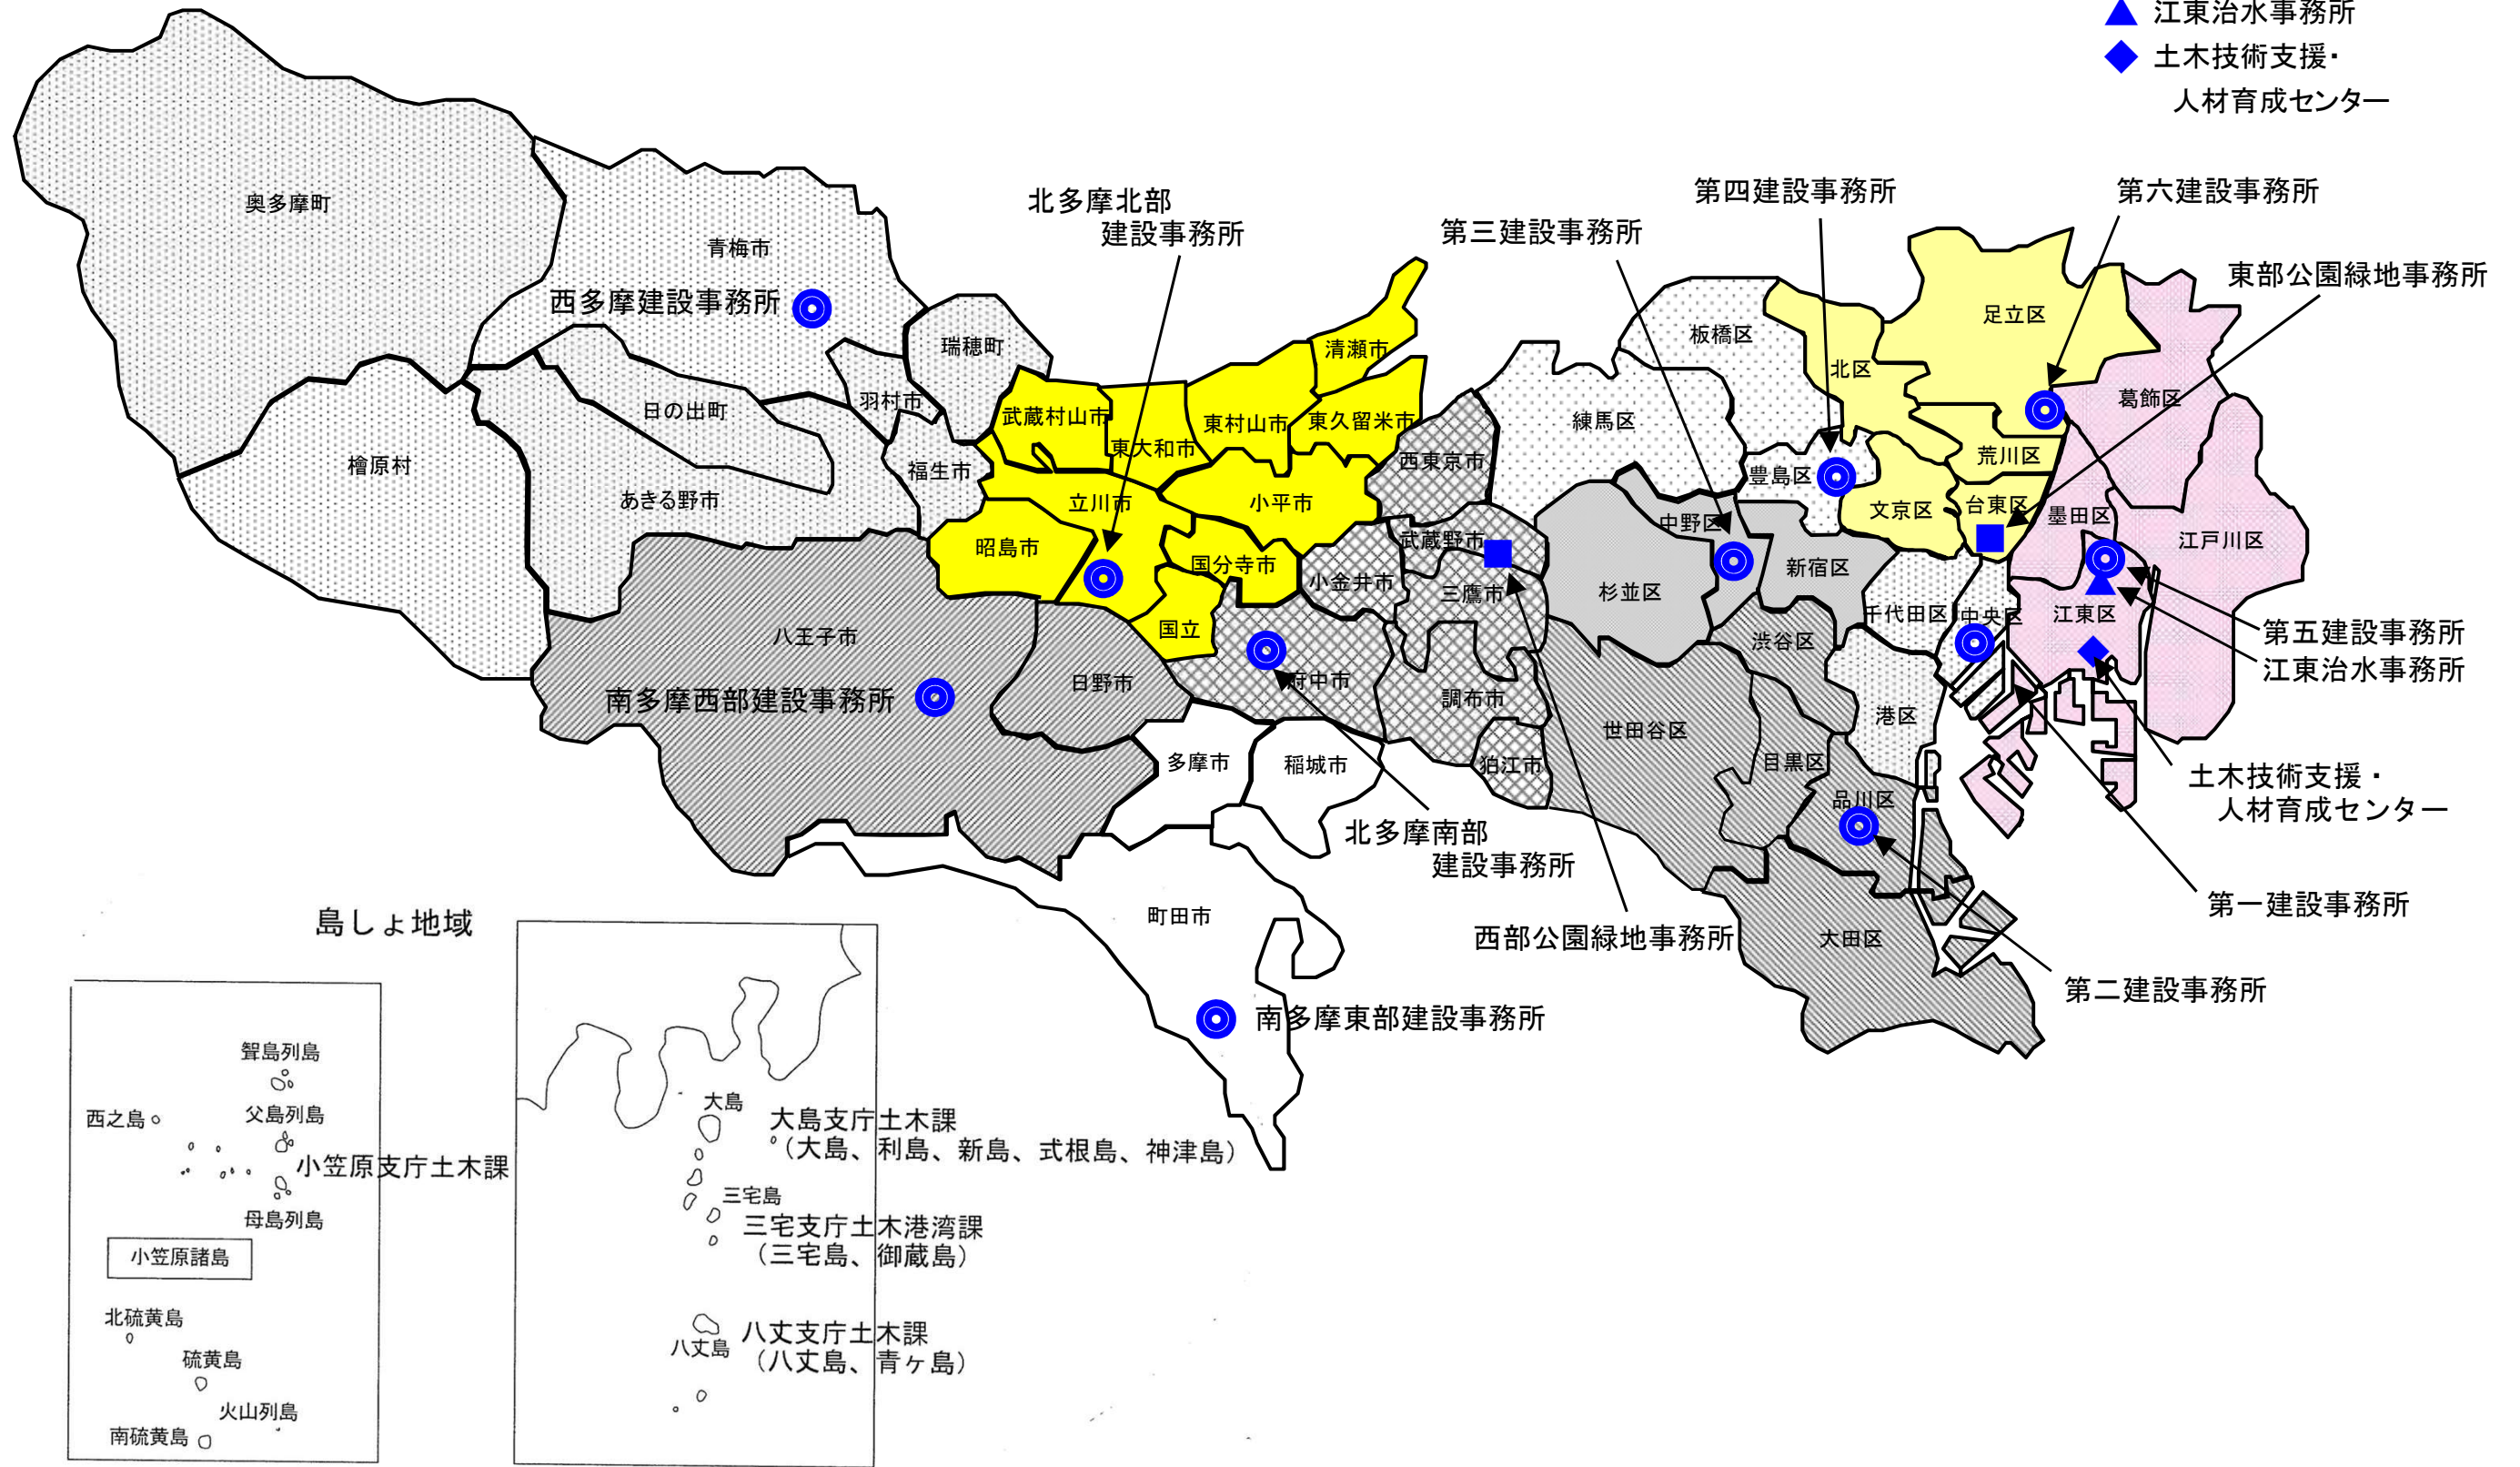 江東治水事務所
土木技術支援・
人材育成センター
第四建設事務所
第六建設事務所
奥多摩町
北多摩北部
建設事務所
第三建設事務所
青梅市
東部公園緑地事務所
西多摩建設事務所
足立区
板橋区
瑞穂町
清瀬市
北区
葛飾区
羽村市
日の出町
武蔵村山市
東大和市
東村山市
東久留米市
練馬区
檜原村
福生市
西東京市
荒川区
豊島区
あきる野市
立川市
小平市
文京区
台東区
墨田区
中野区
昭島市
武蔵野市
江戸川区
国分寺市
小金井市
新宿区
三鷹市
杉並区
千代田区
中央区
江東区
国立
八王子市
渋谷区
第五建設事務所
江東治水事務所
日野市
府中市
調布市
南多摩西部建設事務所
港区
世田谷区
多摩市
稲城市
狛江市
目黒区
土木技術支援・
人材育成センター
品川区
北多摩南部
建設事務所
第一建設事務所
町田市
島しょ地域
西部公園緑地事務所
大田区
第二建設事務所
南多摩東部建設事務所
聟島列島
西之島
父島列島
小笠原支庁土木課
母島列島
小笠原諸島
北硫黄島
硫黄島
火山列島
南硫黄島
大島
大島支庁土木課
（大島、利島、新島、式根島、神津島）
三宅島
三宅支庁土木港湾課
（三宅島、御蔵島）
八丈島
八丈支庁土木課
（八丈島、青ヶ島）